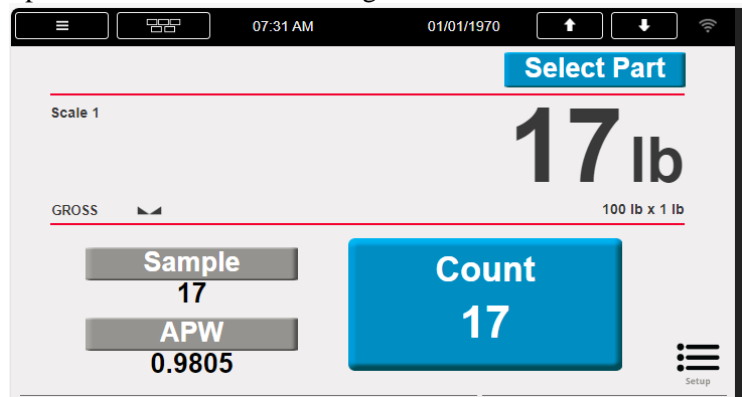 07:31 AM 01/01/1970
Select Part
Scale 1
17 lb
GROSS 100 lb x 1 lb
Sample
17
APW
0.9805
Count
17
Setup